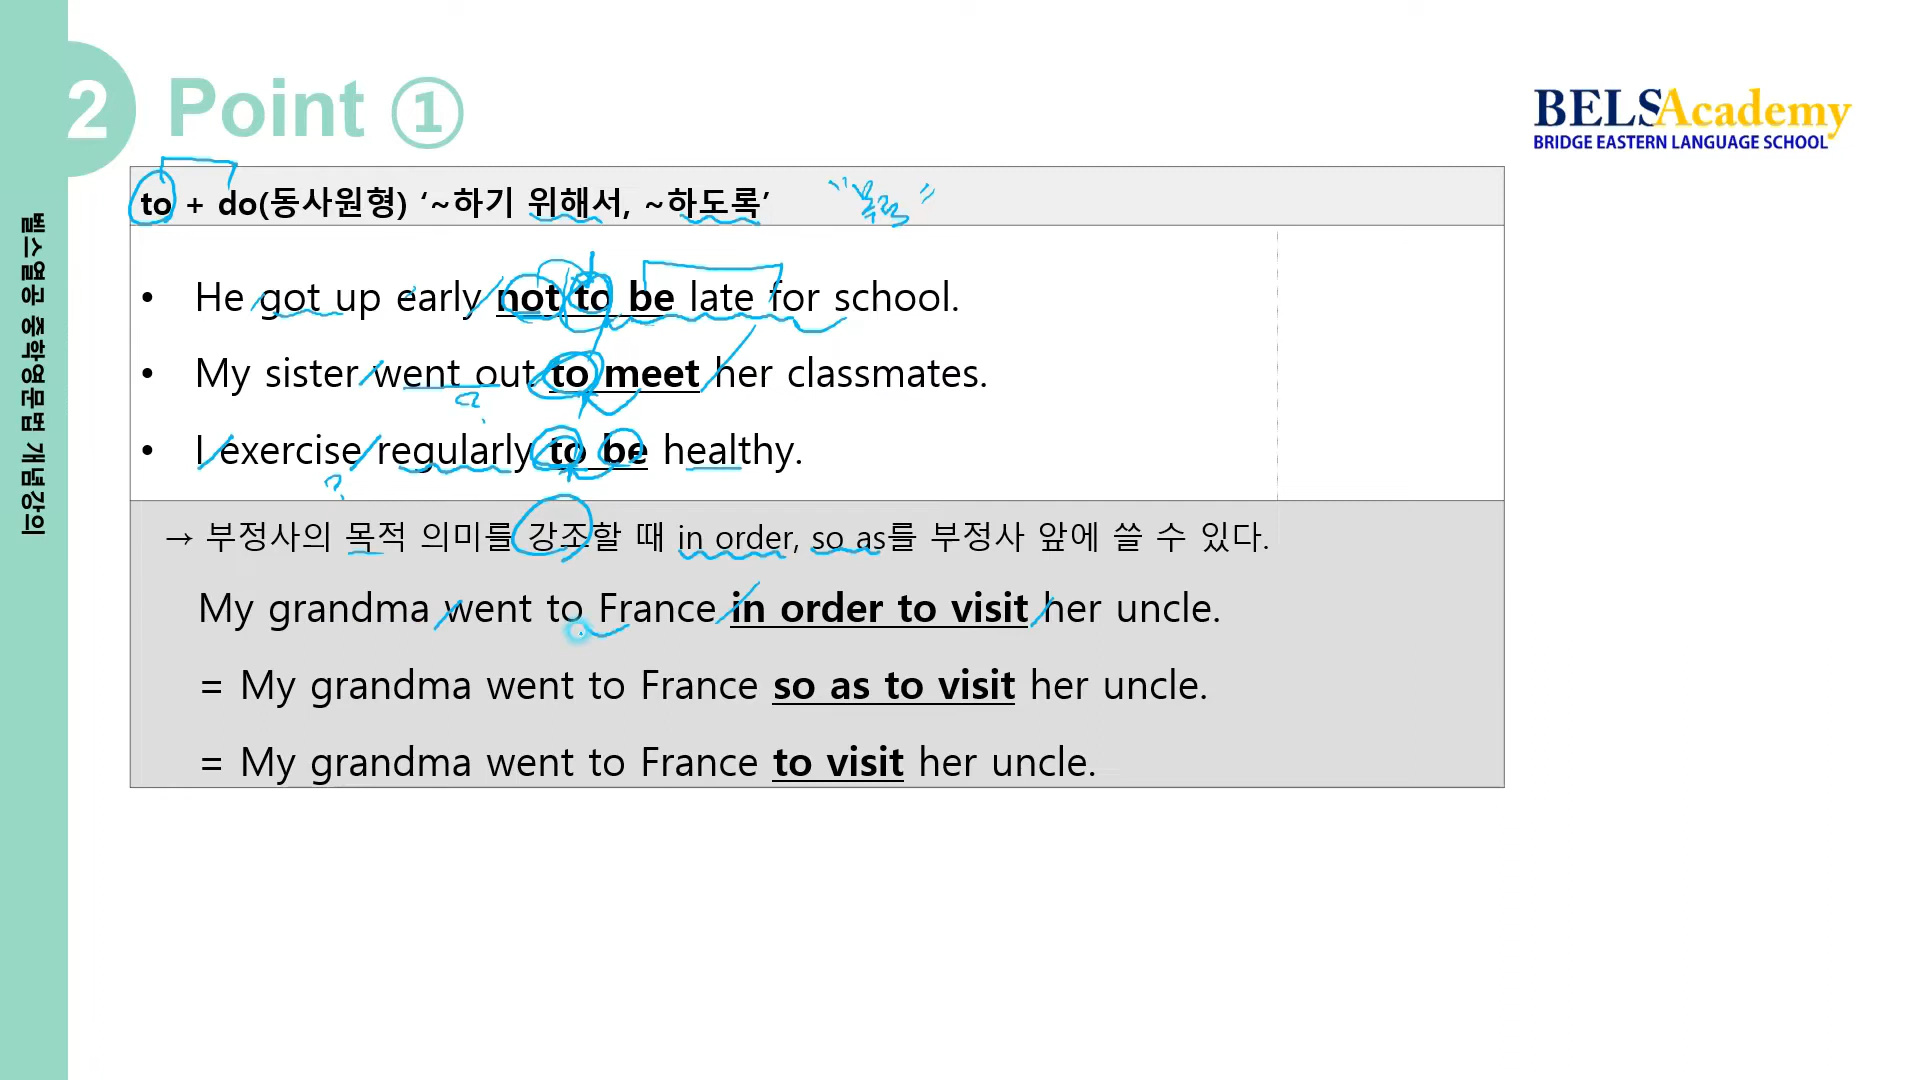 2 Point ①
BELSAcademy
BRIDGE EASTERN LANGUAGE SCHOOL
벨스열공 중학영문법 개념강의
to + do(동사원형) ‘~하기 위해서, ~하도록’ "목적"
• He got up early not to be late for school.
• My sister went out to meet her classmates.
?
• I exercise regularly to be healthy.
?
→ 부정사의 목적 의미를 강조할 때 in order, so as를 부정사 앞에 쓸 수 있다.
My grandma went to France in order to visit her uncle.
= My grandma went to France so as to visit her uncle.
= My grandma went to France to visit her uncle.